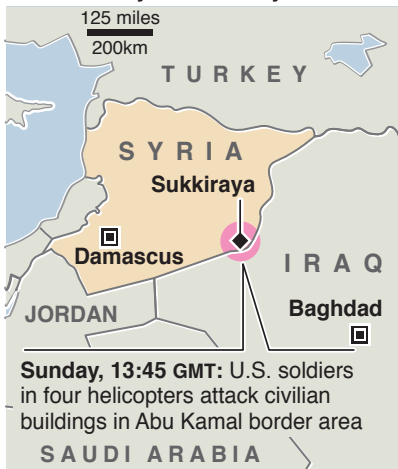 125 miles
200km
TURKEY
SYRIA
Sukkiraya
Damascus
IRAQ
JORDAN
Baghdad
Sunday, 13:45 GMT: U.S. soldiers
in four helicopters attack civilian
buildings in Abu Kamal border area
SAUDI ARABIA